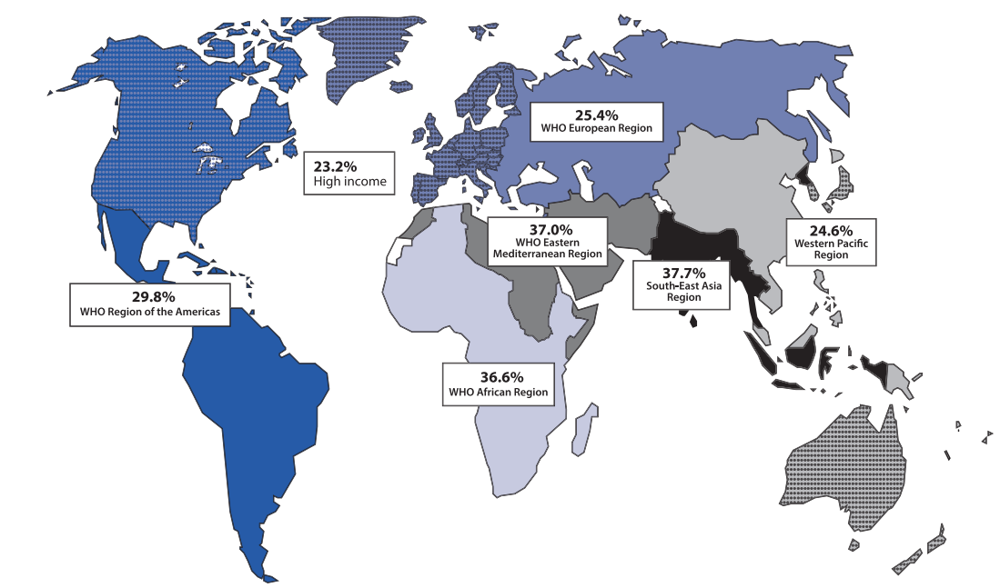 25.4%
WHO European Region
23.2%
High income
37.0%
WHO Eastern
Mediterranean Region
24.6%
Western Pacific
Region
37.7%
South-East Asia
Region
29.8%
WHO Region of the Americas
36.6%
WHO African Region